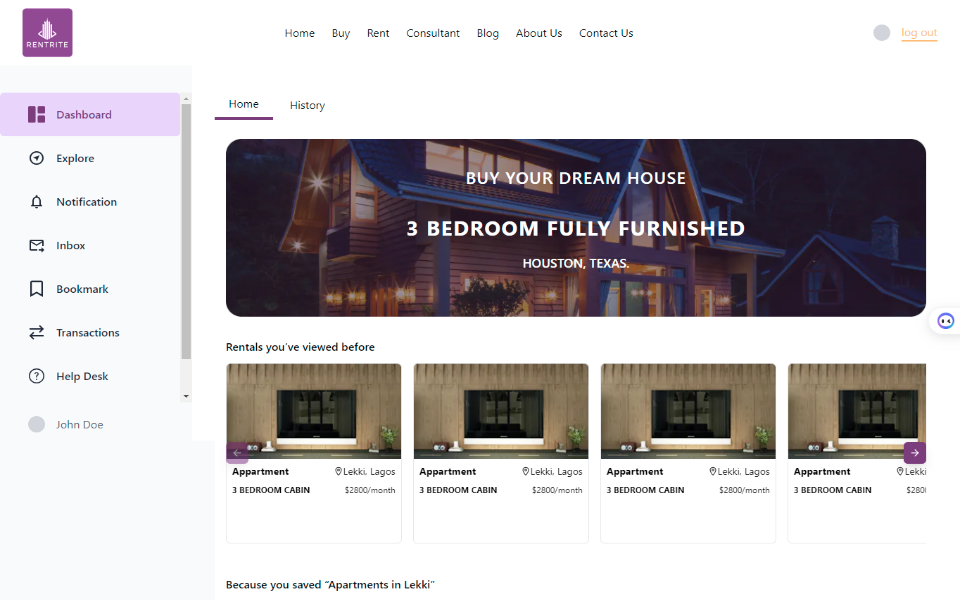 RENTRITE
Home Buy Rent Consultant Blog About Us Contact Us
log out
Dashboard
Explore
Notification
Inbox
Bookmark
Transactions
Help Desk
John Doe
Home History
BUY YOUR DREAM HOUSE
3 BEDROOM FULLY FURNISHED
HOUSTON, TEXAS.
Rentals you've viewed before
Appartment Lekki, Lagos
3 BEDROOM CABIN $2800/month
Appartment Lekki, Lagos
3 BEDROOM CABIN $2800/month
Appartment Lekki, Lagos
3 BEDROOM CABIN $2800/month
Appartment Lekki
3 BEDROOM CABIN $280
Because you saved “Apartments in Lekki”